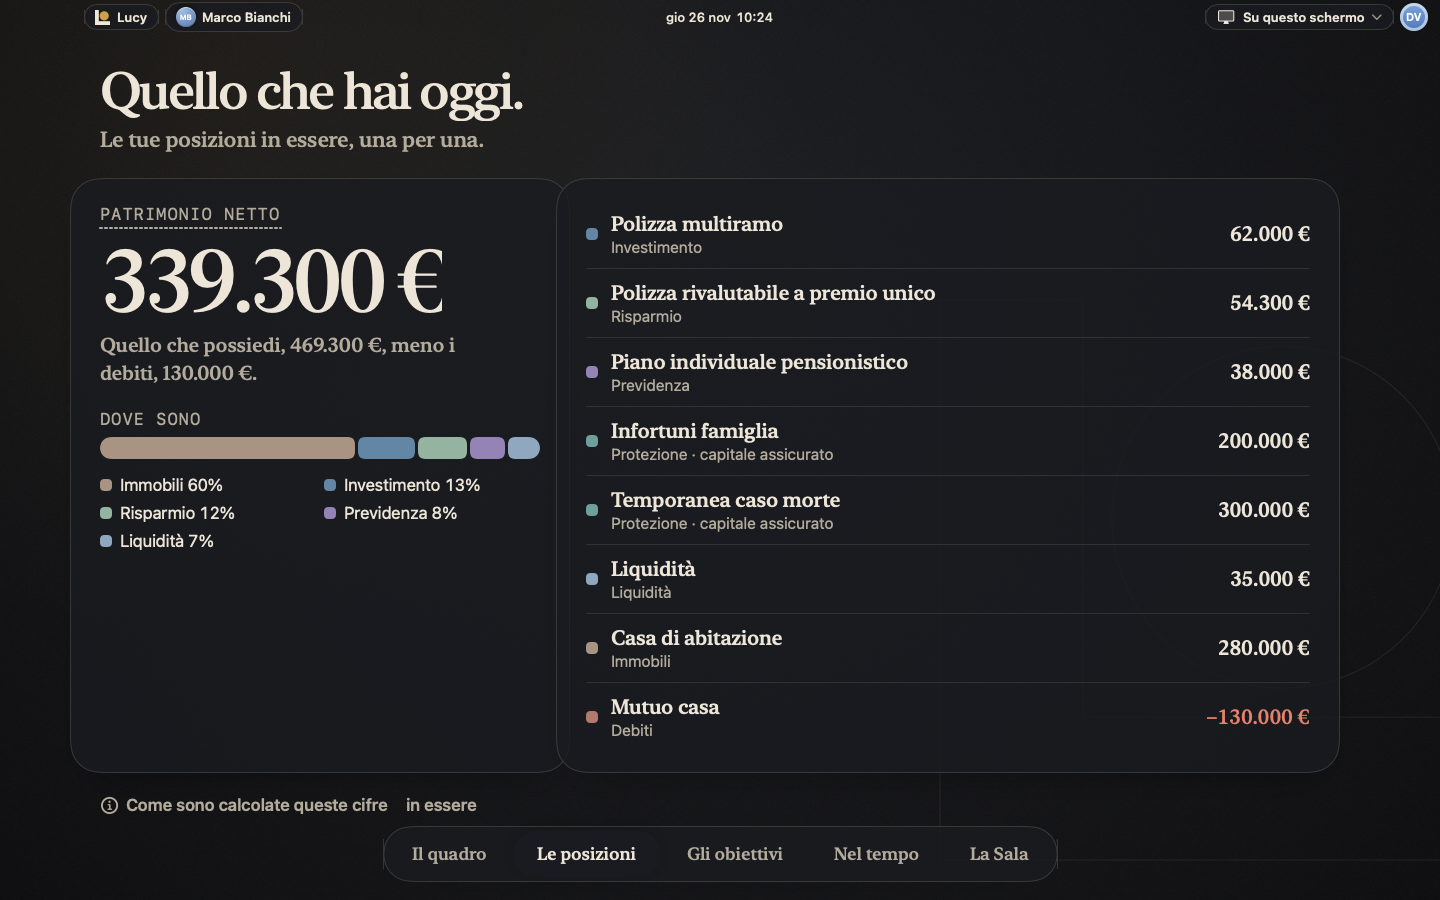 Lucy
MB Marco Bianchi
gio 26 nov 10:24
Su questo schermo
DV
Quello che hai oggi.
Le tue posizioni in essere, una per una.
PATRIMONIO NETTO
339.300 €
Quello che possiedi, 469.300 €, meno i
debiti, 130.000 €.
DOVE SONO
Immobili 60%
Investimento 13%
Risparmio 12%
Previdenza 8%
Liquidità 7%
Polizza multiramo
Investimento
62.000 €
Polizza rivalutabile a premio unico
Risparmio
54.300 €
Piano individuale pensionistico
Previdenza
38.000 €
Infortuni famiglia
Protezione · capitale assicurato
200.000 €
Temporanea caso morte
Protezione · capitale assicurato
300.000 €
Liquidità
Liquidità
35.000 €
Casa di abitazione
Immobili
280.000 €
Mutuo casa
Debiti
–130.000 €
Come sono calcolate queste cifre in essere
Il quadro
Le posizioni
Gli obiettivi
Nel tempo
La Sala